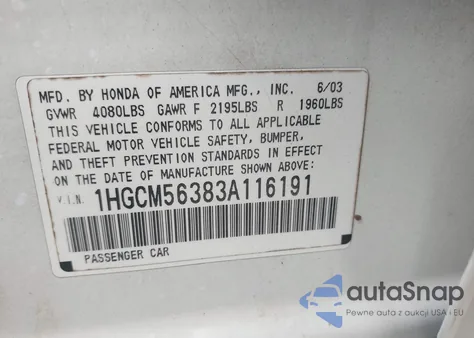 MFD. BY HONDA OF AMERICA MFG., INC. 6/03
GVWR 4080LBS GAWR F 2195LBS R 1960LBS
THIS VEHICLE CONFORMS TO ALL APPLICABLE
FEDERAL MOTOR VEHICLE SAFETY, BUMPER,
AND THEFT PREVENTION STANDARDS IN EFFECT
ON THE DATE OF MANUFACTURE SHOWN ABOVE.
V.I.N. 1HGCM56383A116191
PASSENGER CAR
autoSnap
Pewne auta z aukcji USA i EU